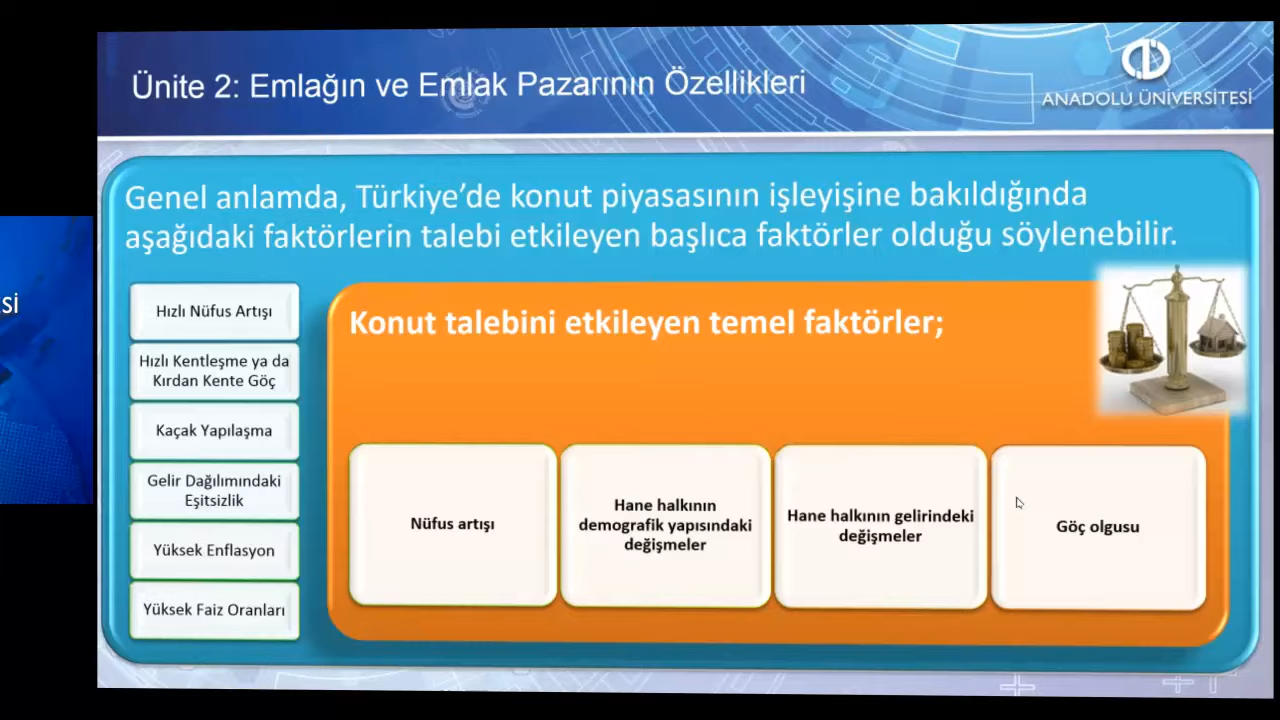 Ünite 2: Emlağın ve Emlak Pazarının Özellikleri
ANADOLU ÜNİVERSİTESİ
Genel anlamda, Türkiye’de konut piyasasının işleyişine bakıldığında
aşağıdaki faktörlerin talebi etkileyen başlıca faktörler olduğu söylenebilir.
Hızlı Nüfus Artışı
Hızlı Kentleşme ya da
Kırdan Kente Göç
Kaçak Yapılaşma
Gelir Dağılımındaki
Eşitsizlik
Yüksek Enflasyon
Yüksek Faiz Oranları
Konut talebini etkileyen temel faktörler;
Nüfus artışı
Hane halkının
demografik yapısındaki
değişmeler
Hane halkının gelirindeki
değişmeler
Göç olgusu